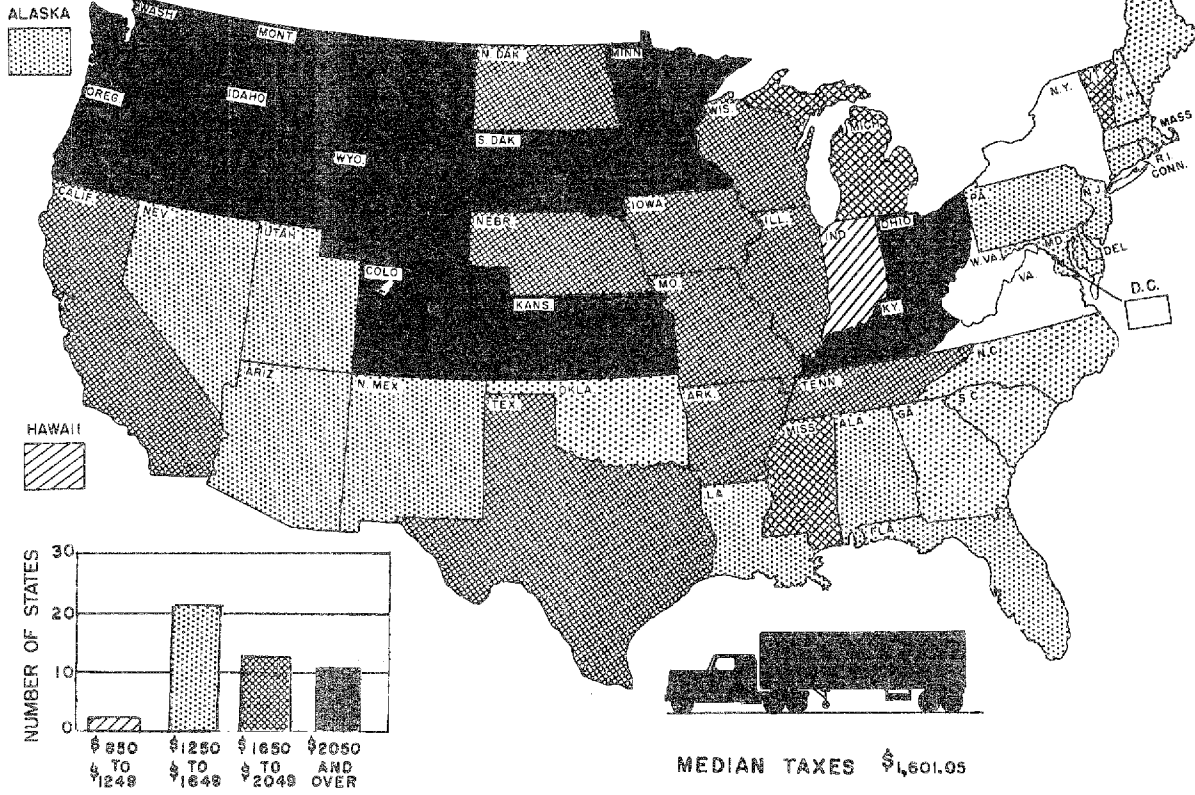 ALASKA
WASH.
MONT.
N. DAK.
MINN.
OREG.
IDAHO
WIS.
MICH.
N.Y.
VT.
N.H.
MASS
R.I.
CONN.
S. DAK.
WYO.
CALIF.
NEV.
UTAH
NEBR.
IOWA
ILL.
IND
OHIO
PA.
N.J.
MD.
DEL
W. VA.
VA.
D.C.
COLO
KANS.
MO.
KY.
ARIZ
N. MEX
OKLA
TEX.
ARK.
TENN
N.C.
S.C.
MISS.
ALA
GA
LA
FLA.
HAWAII
NUMBER OF STATES
30
20
10
0
$850 TO $1249
$1250 TO $1649
$1650 TO $2049
$2050 AND OVER
MEDIAN TAXES $1,601.05